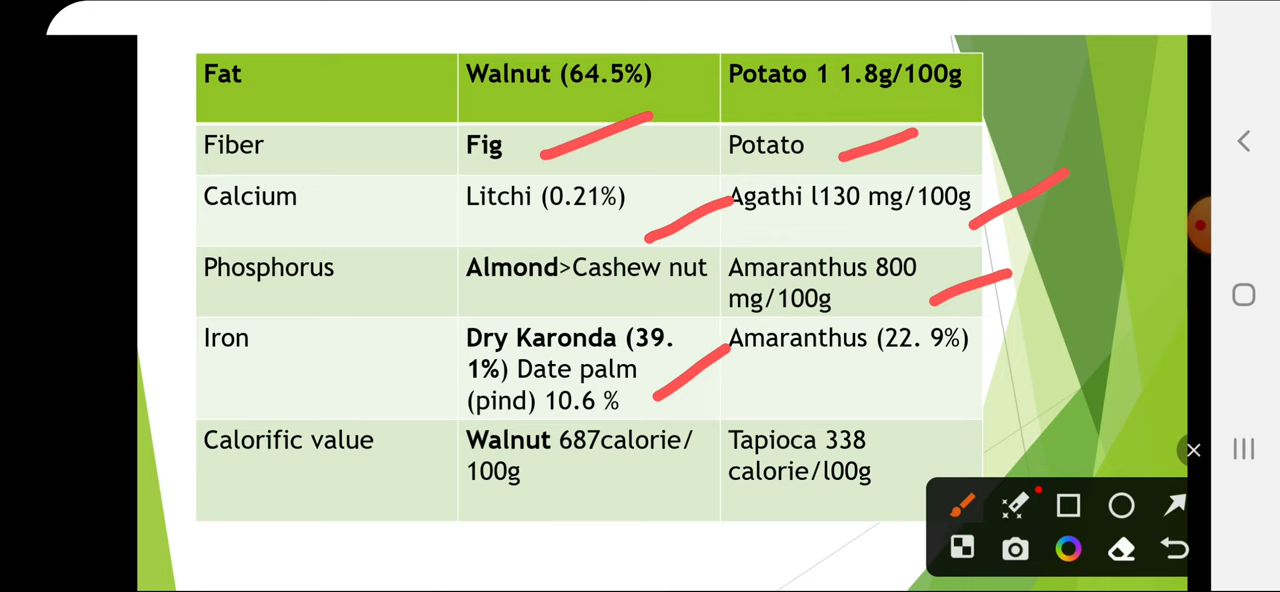 Fat Walnut (64.5%) Potato 1 1.8g/100g
Fiber Fig Potato
Calcium Litchi (0.21%) Agathi l130 mg/100g
Phosphorus Almond>Cashew nut Amaranthus 800
mg/100g
Iron Dry Karonda (39. Amaranthus (22. 9%)
1%) Date palm
(pind) 10.6 %
Calorific value Walnut 687calorie/ Tapioca 338
100g calorie/l00g